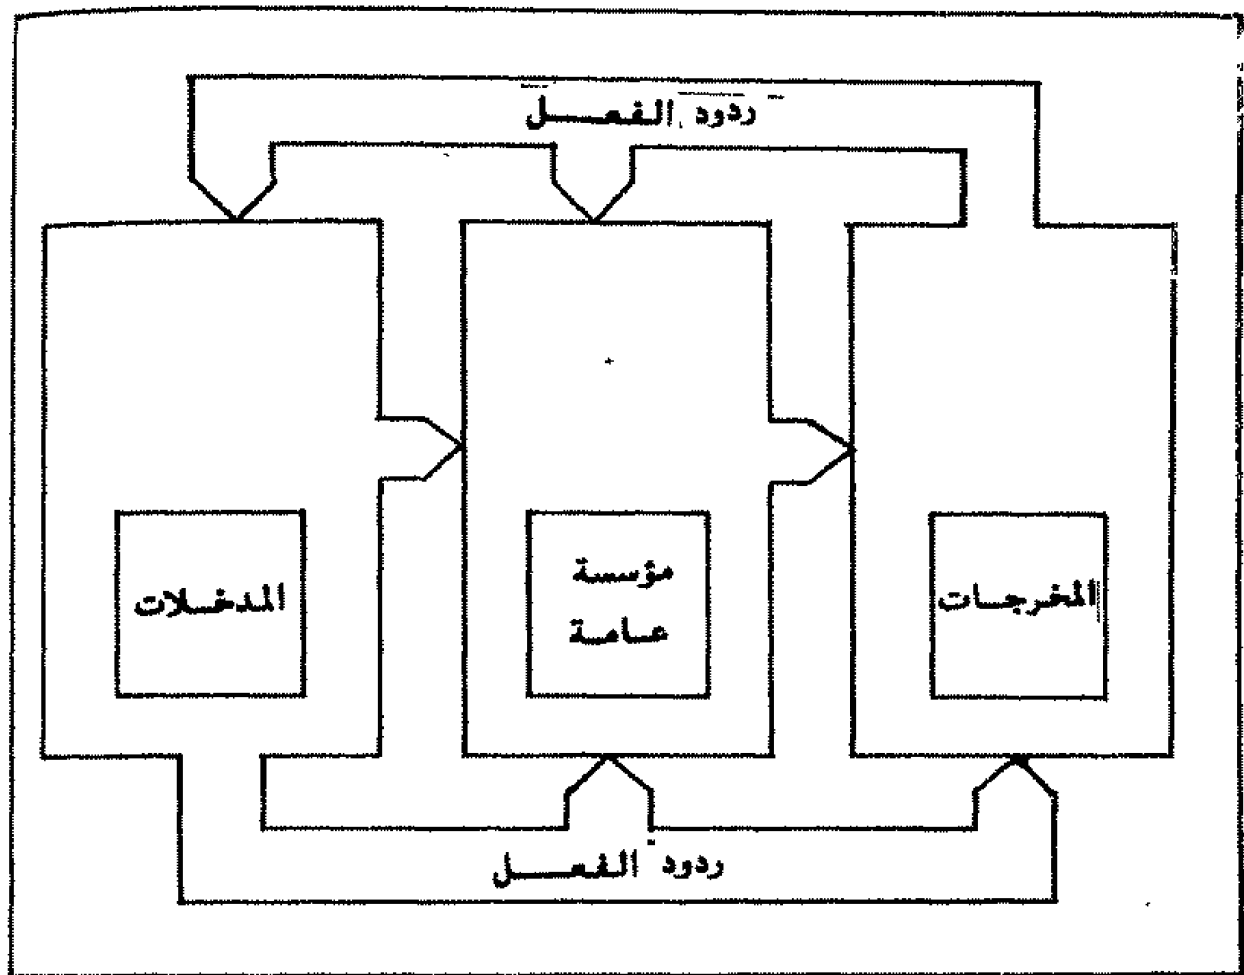 ردود الفعل
المخرجات
مؤسسة
عامة
المدخلات
ردود الفعل